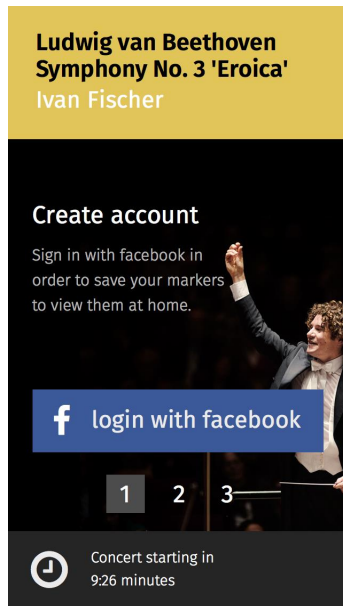 Ludwig van Beethoven
Symphony No. 3 'Eroica'
Ivan Fischer
Create account
Sign in with facebook in
order to save your markers
to view them at home.
f login with facebook
1 2 3
Concert starting in
9:26 minutes